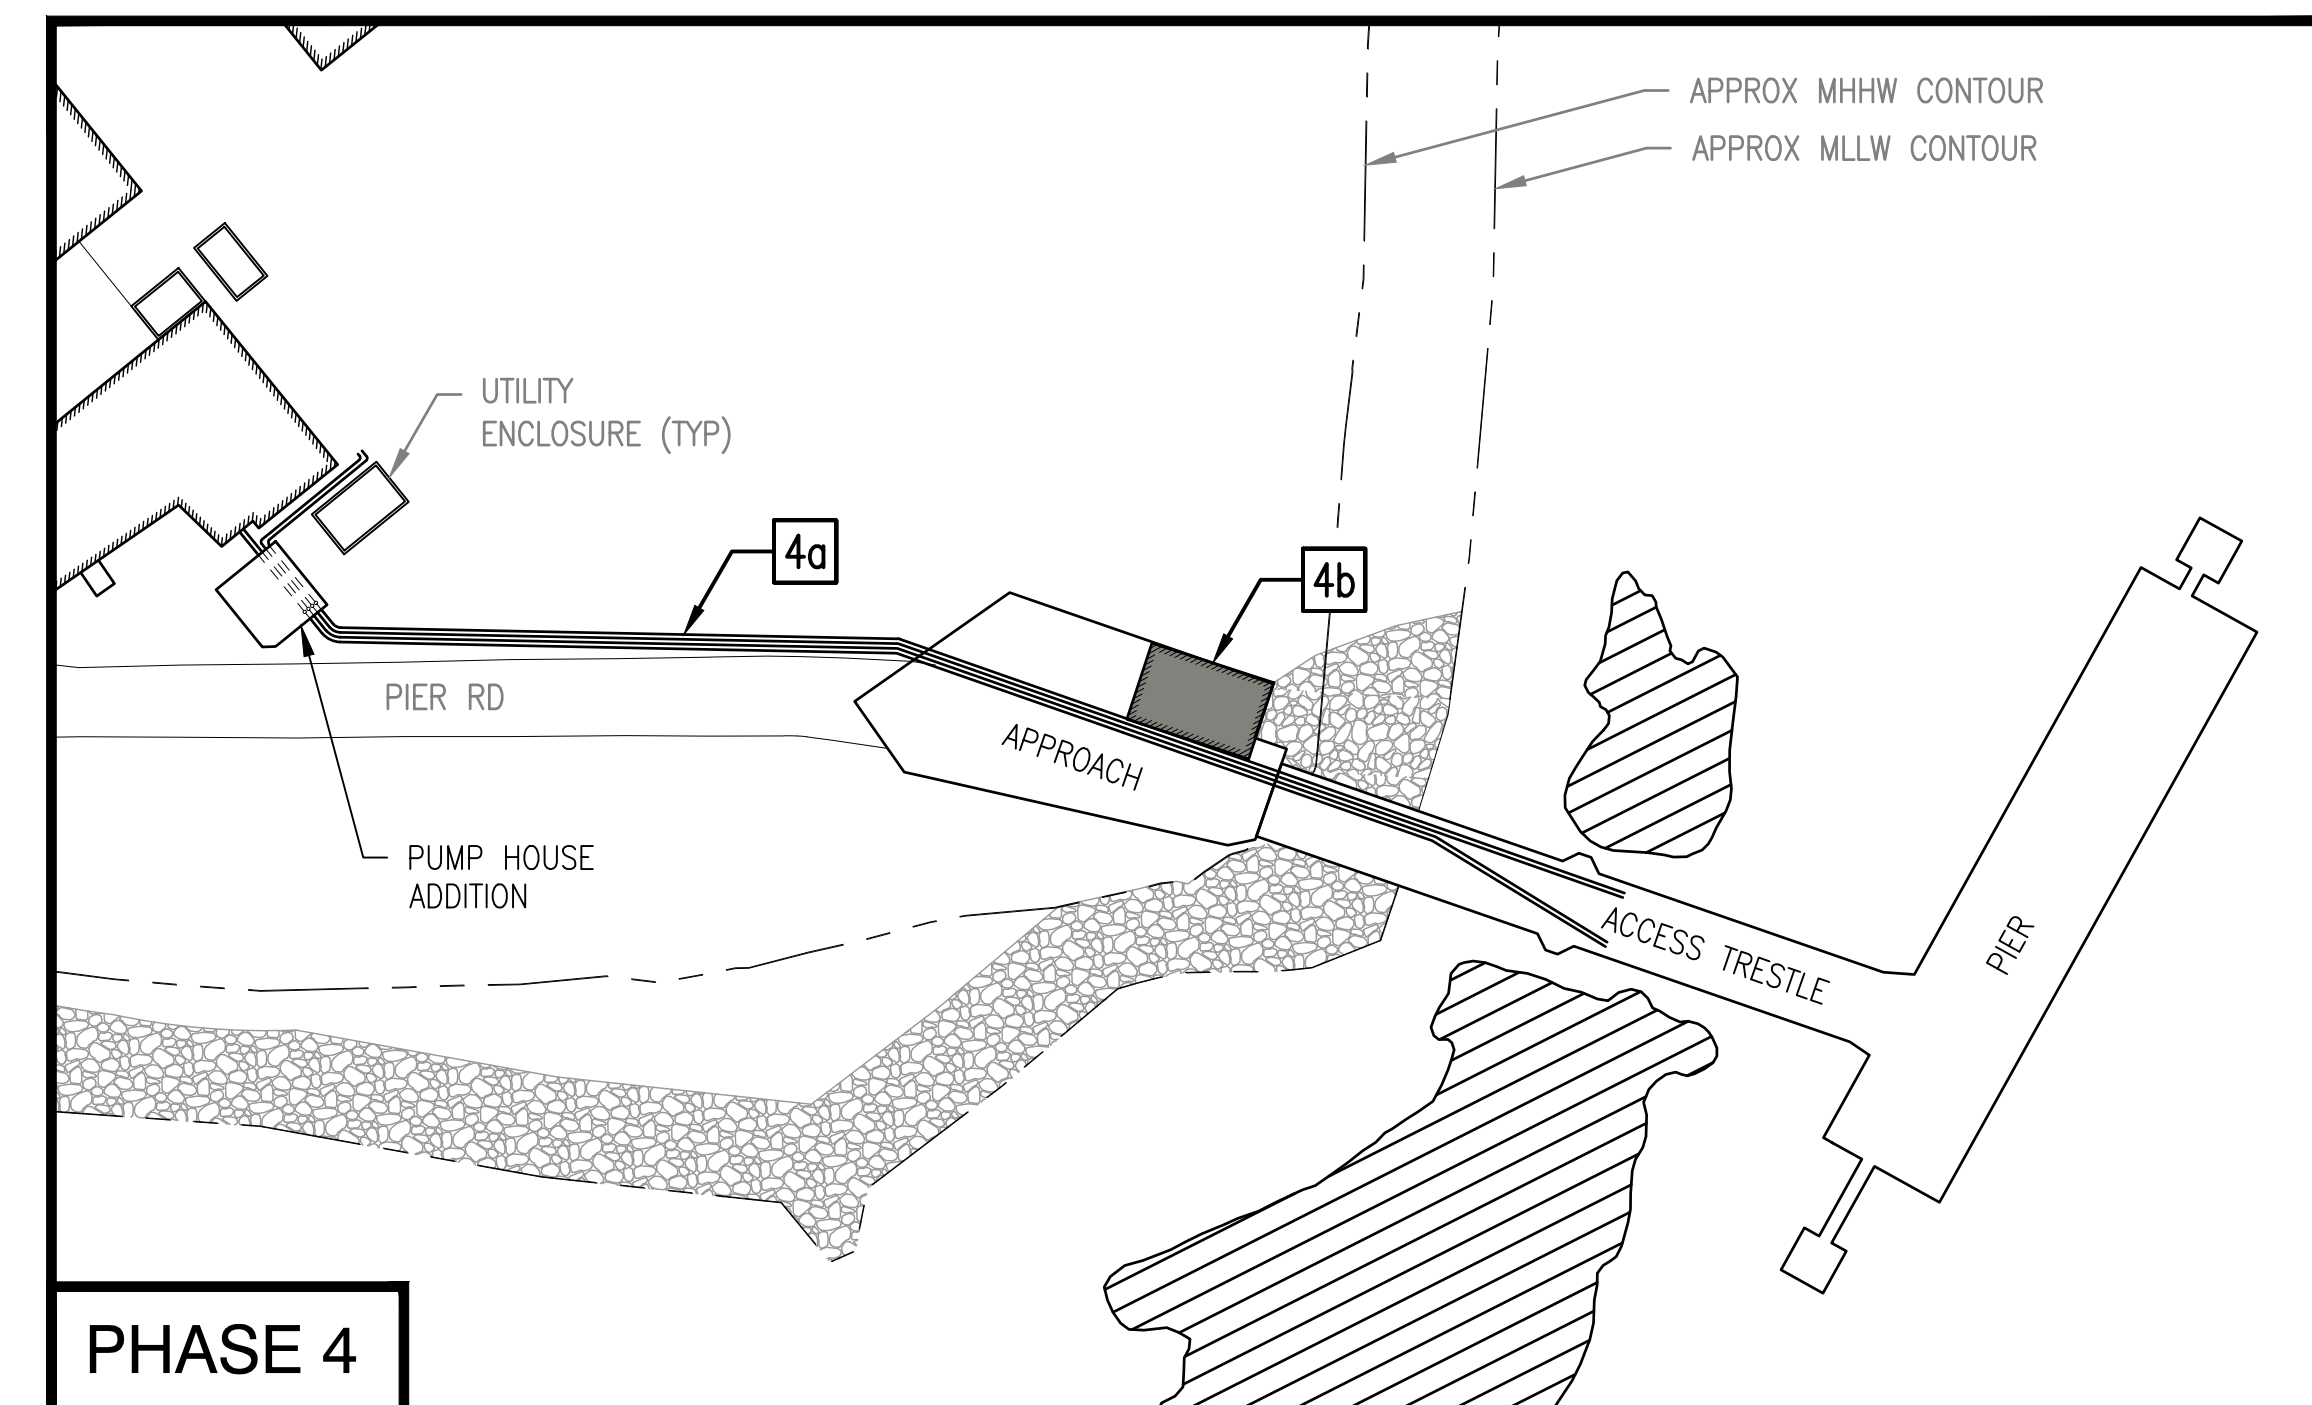 APPROX MHHW CONTOUR
APPROX MLLW CONTOUR
UTILITY
ENCLOSURE (TYP)
4a
4b
PIER RD
APPROACH
PUMP HOUSE
ADDITION
ACCESS TRESTLE
PIER
PHASE 4